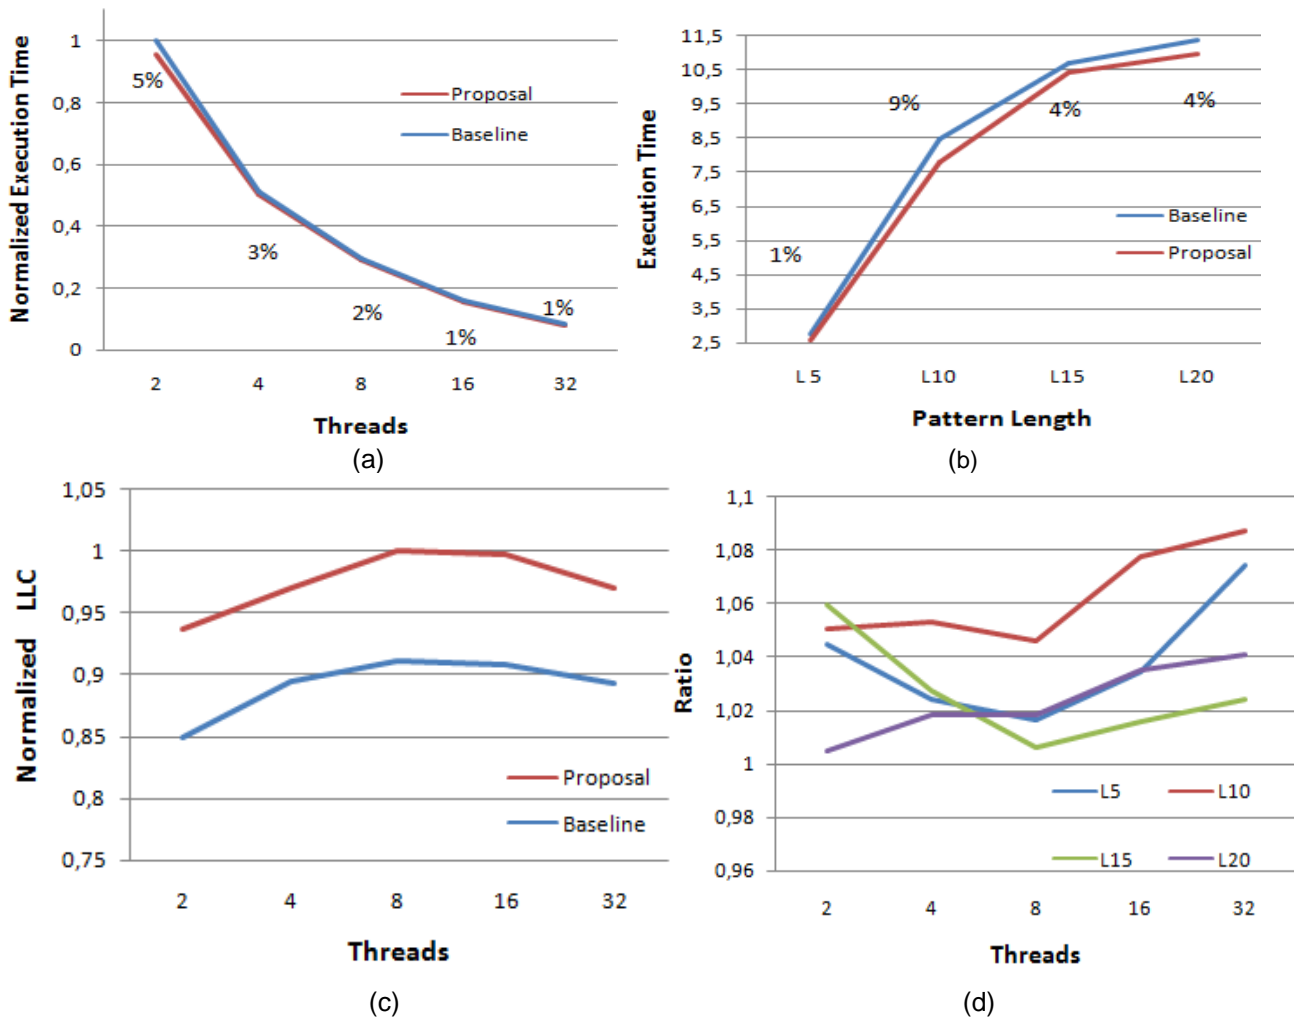 Normalized Execution Time
1
0,8
0,6
0,4
0,2
0
5%
3%
2%
1%
1%
Proposal
Baseline
2 4 8 16 32
Threads
(a)
Execution Time
11,5
10,5
9,5
8,5
7,5
6,5
5,5
4,5
3,5
2,5
1%
9%
4%
4%
Baseline
Proposal
L 5 L10 L15 L20
Pattern Length
(b)
Normalized LLC
1,05
1
0,95
0,9
0,85
0,8
0,75
Proposal
Baseline
2 4 8 16 32
Threads
(c)
Ratio
1,1
1,08
1,06
1,04
1,02
1
0,98
0,96
L5 L10
L15 L20
2 4 8 16 32
Threads
(d)